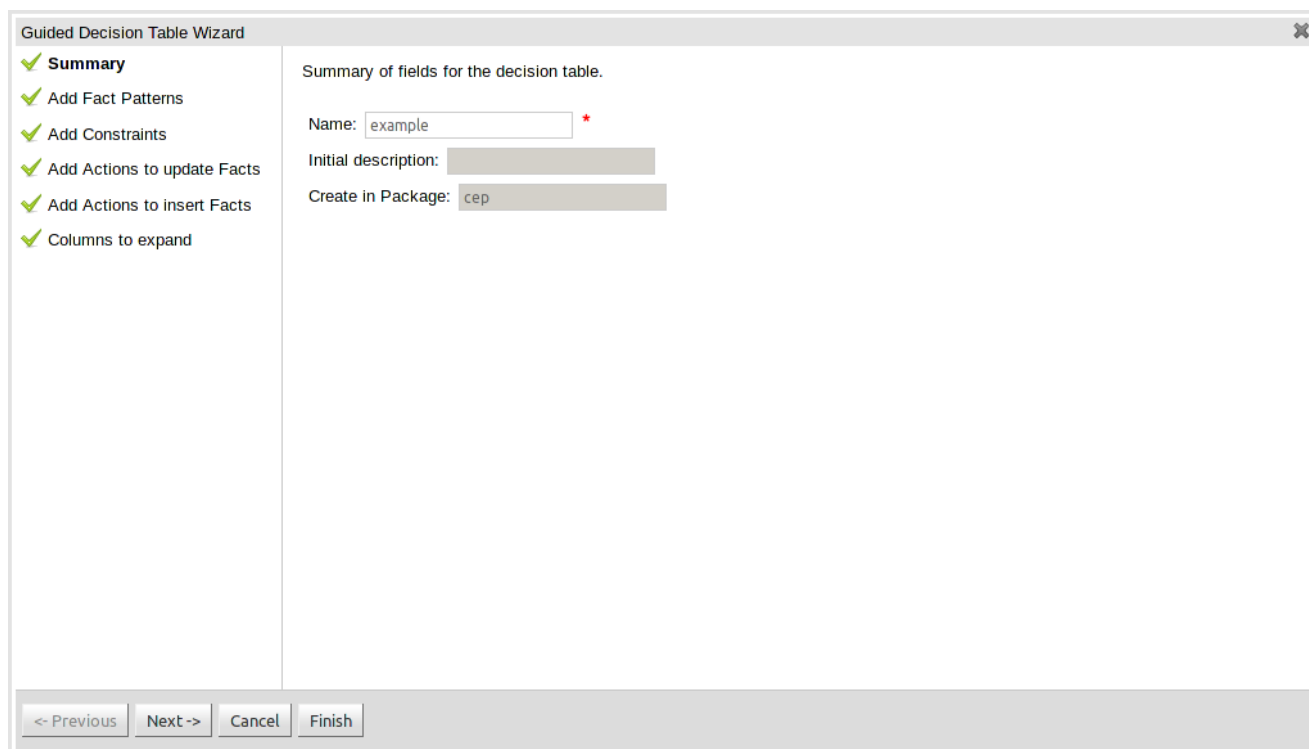 Guided Decision Table Wizard
Summary
Add Fact Patterns
Add Constraints
Add Actions to update Facts
Add Actions to insert Facts
Columns to expand
Summary of fields for the decision table.
Name: example *
Initial description:
Create in Package: cep
<- Previous Next -> Cancel Finish